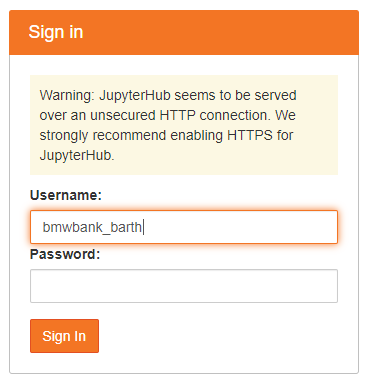 Sign in
Warning: JupyterHub seems to be served
over an unsecured HTTP connection. We
strongly recommend enabling HTTPS for
JupyterHub.
Username:
bmwbank_barth
Password:
Sign In